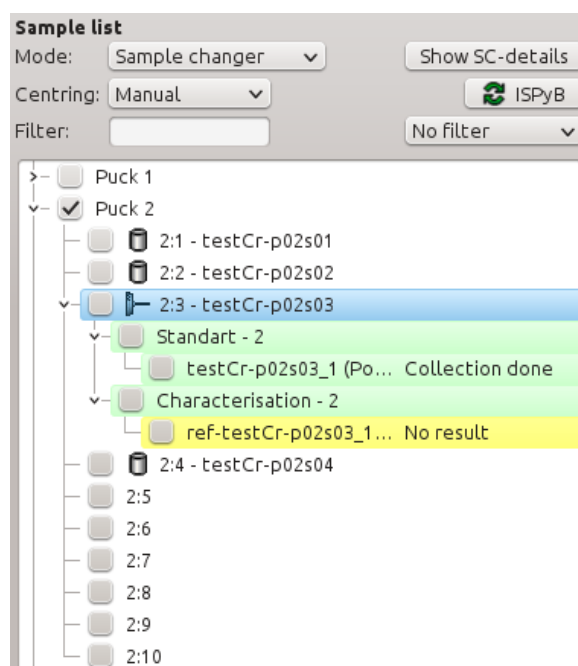 Sample list
Mode: Sample changer Show SC-details
Centring: Manual ISPyB
Filter: No filter
Puck 1
Puck 2
2:1 - testCr-p02s01
2:2 - testCr-p02s02
2:3 - testCr-p02s03
Standart - 2
testCr-p02s03_1 (Po... Collection done
Characterisation - 2
ref-testCr-p02s03_1... No result
2:4 - testCr-p02s04
2:5
2:6
2:7
2:8
2:9
2:10